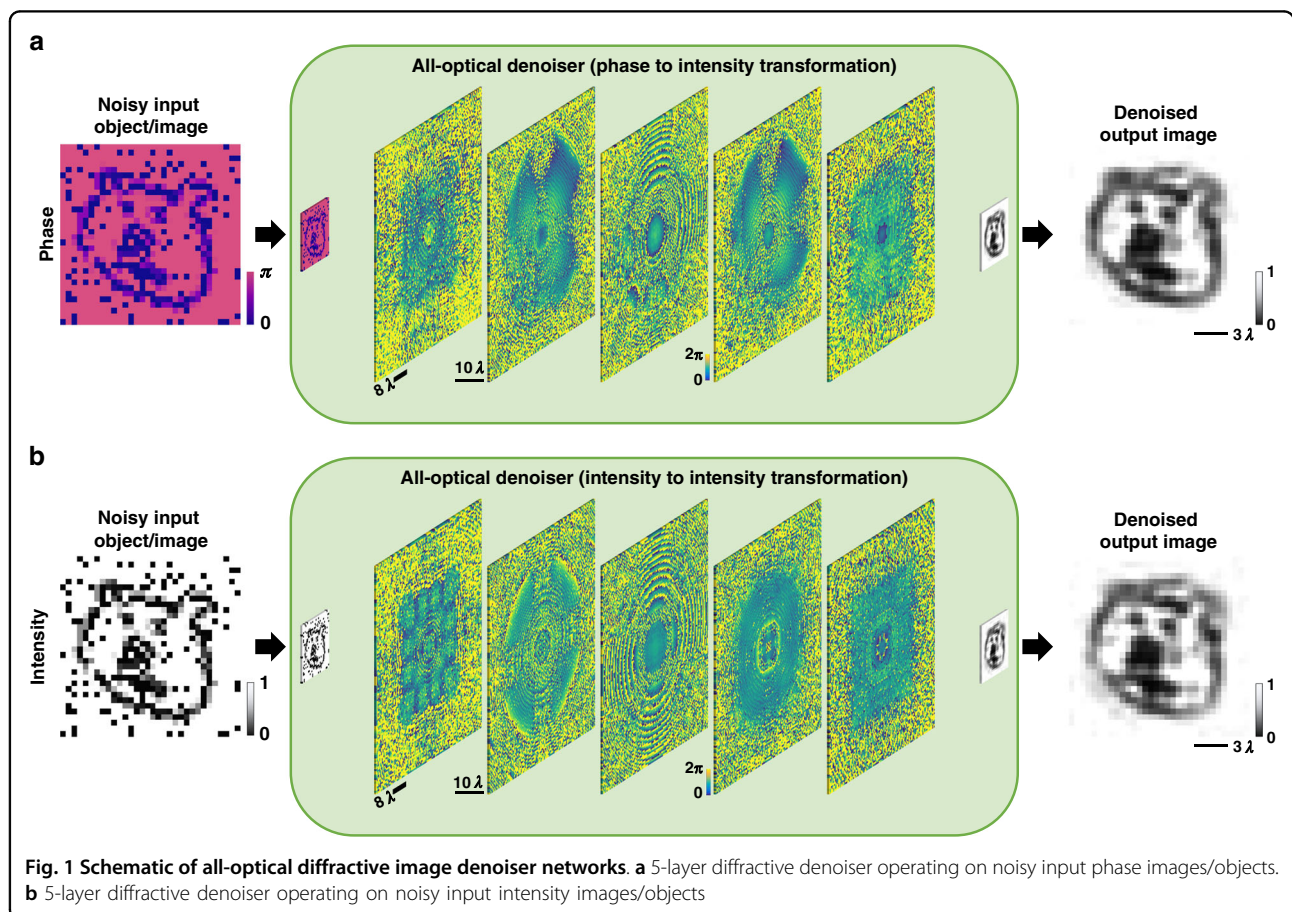 a
All-optical denoiser (phase to intensity transformation)
Noisy input
object/image
Denoised
output image
Phase
π
0
8 λ
10 λ
2π
0
1
0
3 λ
b
All-optical denoiser (intensity to intensity transformation)
Noisy input
object/image
Denoised
output image
Intensity
1
0
8 λ
10 λ
2π
0
1
0
3 λ
Fig. 1 Schematic of all-optical diffractive image denoiser networks. a 5-layer diffractive denoiser operating on noisy input phase images/objects.
b 5-layer diffractive denoiser operating on noisy input intensity images/objects